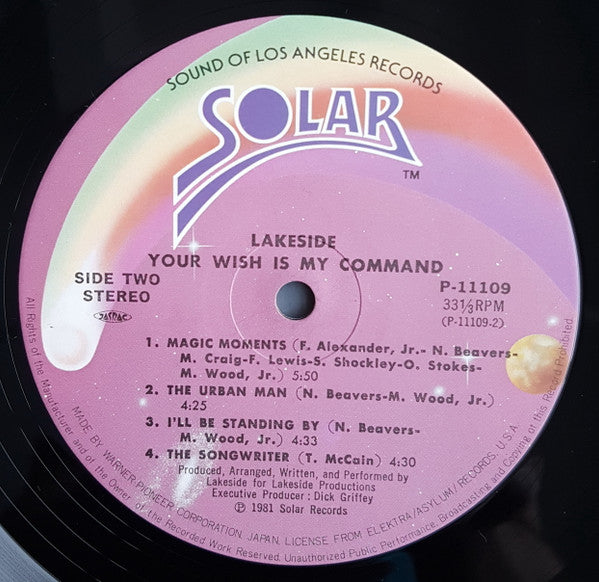 SOUND OF LOS ANGELES RECORDS
SOLAR
TM
LAKESIDE
YOUR WISH IS MY COMMAND
SIDE TWO
STEREO
JASRAC
P-11109
33⅓RPM
(P-11109-2)
1. MAGIC MOMENTS (F. Alexander, Jr.- N. Beavers-
M. Craig-F. Lewis-S. Shockley-O. Stokes-
M. Wood, Jr.) 5:50
2. THE URBAN MAN (N. Beavers-M. Wood, Jr.)
4:25
3. I'LL BE STANDING BY (N. Beavers-
M. Wood, Jr.) 4:33
4. THE SONGWRITER (T. McCain) 4:30
Produced, Arranged, Written, and Performed by
Lakeside for Lakeside Productions
Executive Producer : Dick Griffey
℗ 1981 Solar Records
MADE BY WARNER-PIONEER CORPORATION, JAPAN, LICENSE FROM ELEKTRA/ASYLUM/RECORDS, U.S.A.
All Rights of the Manufacturer and of the Owner of the Recorded Work Reserved. Unauthorized Public Performance, Broadcasting and Copying of this Record Prohibited.